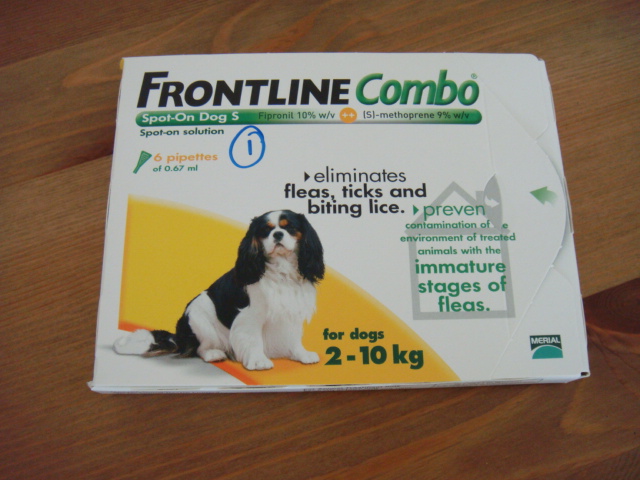 FRONTLINE Combo®
Spot-On Dog S Fipronil 10% w/v ↔ (S)-methoprene 9% w/v
Spot-on solution
1
6 pipettes
of 0.67 ml
eliminates
fleas, ticks and
biting lice.
preven
contamination of e
environment of treated
animals with the
immature
stages of
fleas.
for dogs
2-10 kg
MERIAL